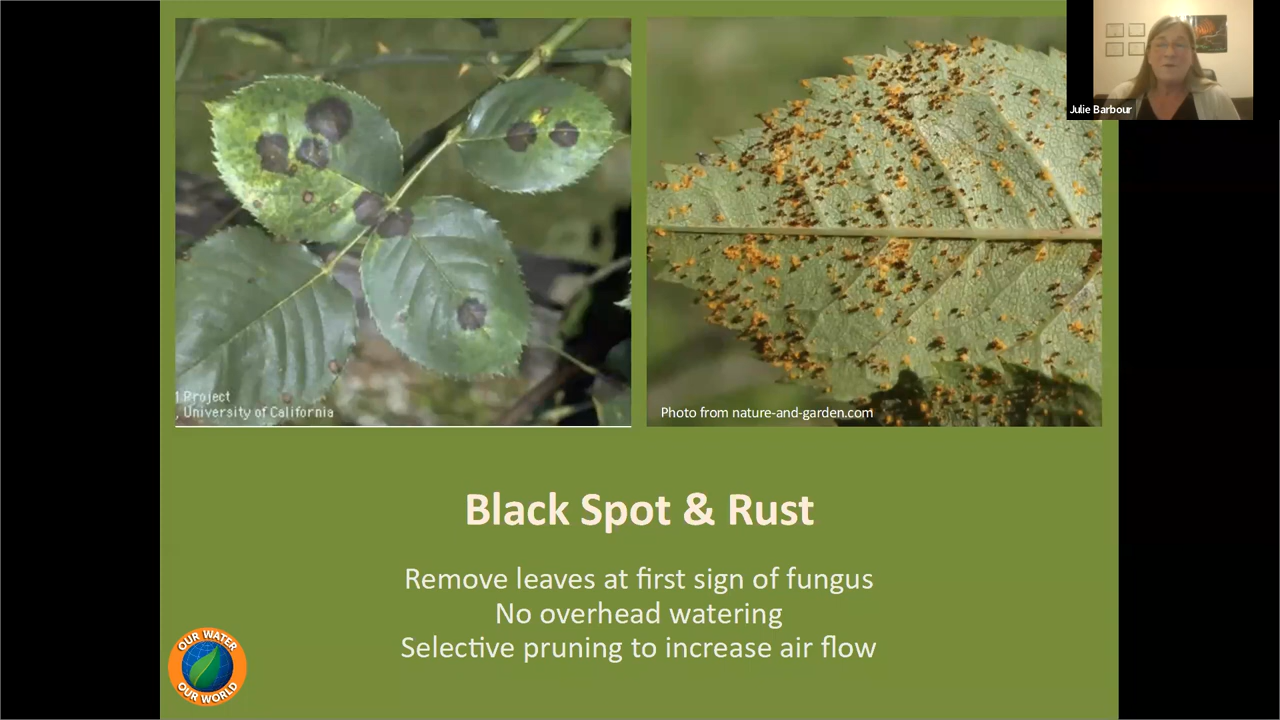 Project
University of California
Photo from nature-and-garden.com
Julie Barbour
Black Spot & Rust
Remove leaves at first sign of fungus
No overhead watering
Selective pruning to increase air flow
OUR WATER
OUR WORLD